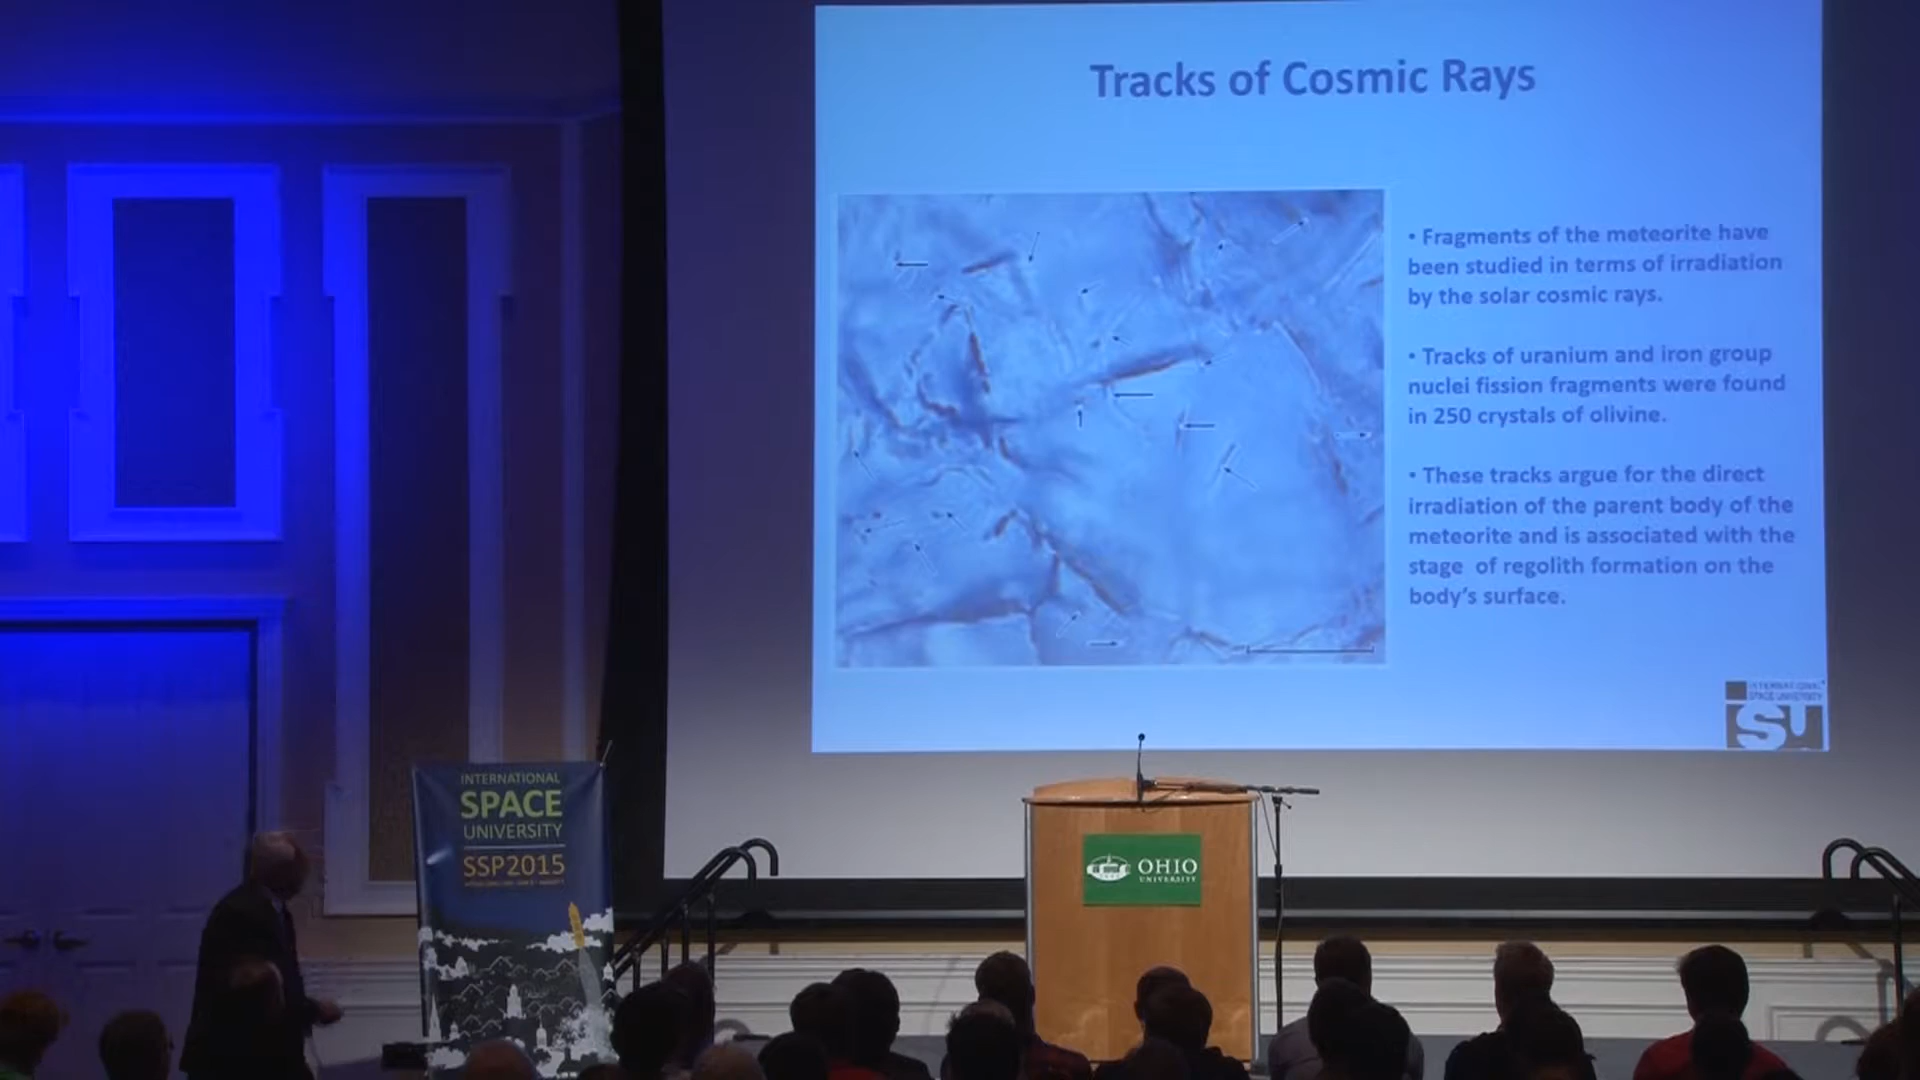 Tracks of Cosmic Rays
• Fragments of the meteorite have
been studied in terms of irradiation
by the solar cosmic rays.
• Tracks of uranium and iron group
nuclei fission fragments were found
in 250 crystals of olivine.
• These tracks argue for the direct
irradiation of the parent body of the
meteorite and is associated with the
stage of regolith formation on the
body's surface.
INTERNATIONAL
SPACE UNIVERSITY
ISU
INTERNATIONAL
SPACE
UNIVERSITY
SSP2015
OHIO
UNIVERSITY